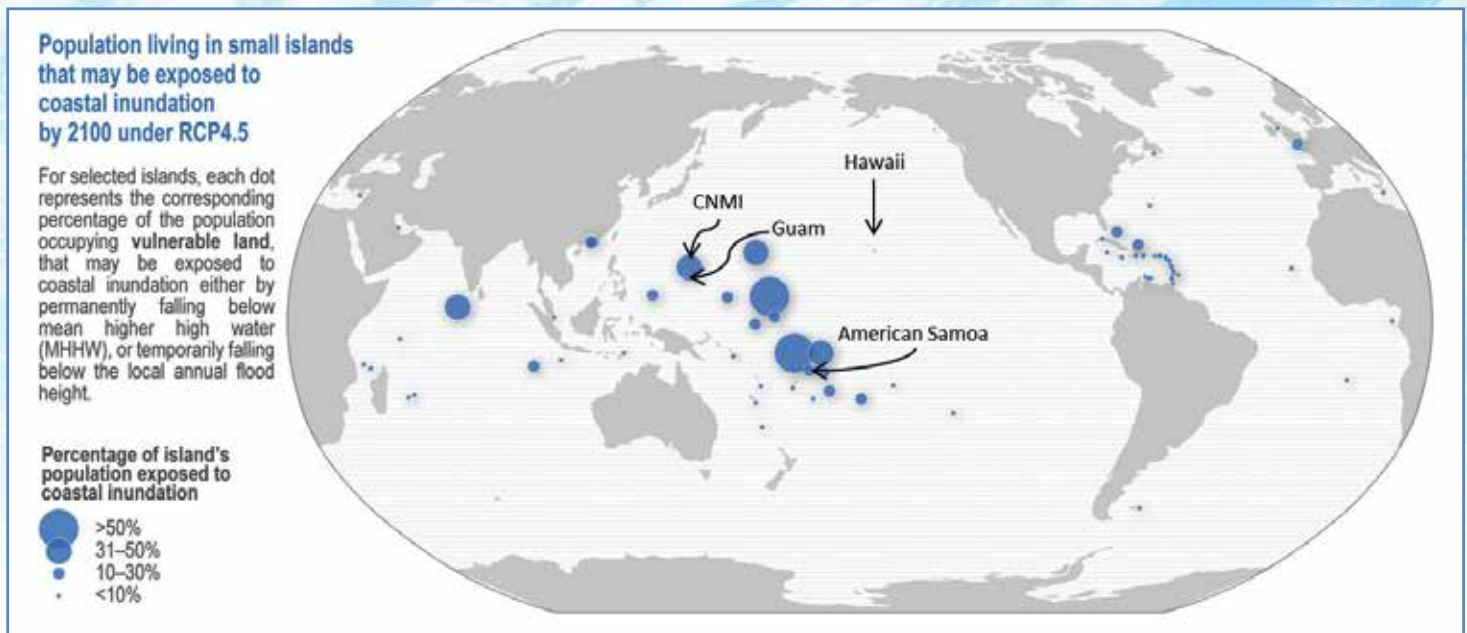 Population living in small islands
that may be exposed to
coastal inundation
by 2100 under RCP4.5
For selected islands, each dot
represents the corresponding
percentage of the population
occupying vulnerable land,
that may be exposed to
coastal inundation either by
permanently falling below
mean higher high water
(MHHW), or temporarily falling
below the local annual flood
height.
Percentage of island's
population exposed to
coastal inundation
>50%
31–50%
10–30%
<10%
Hawaii
CNMI
Guam
American Samoa